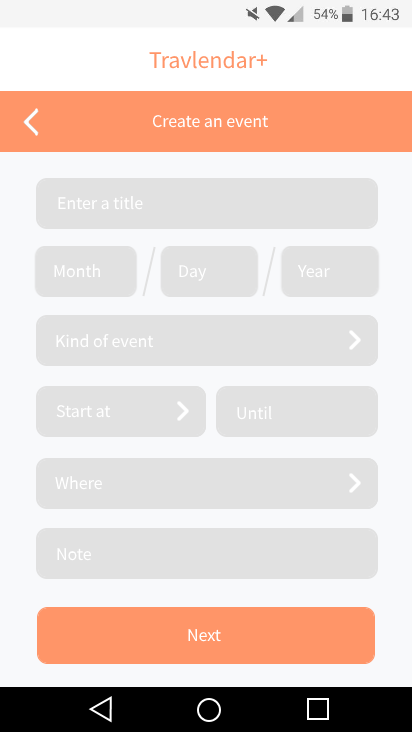 54% 16:43
Travlendar+
Create an event
Enter a title
Month / Day / Year
Kind of event
Start at Until
Where
Note
Next